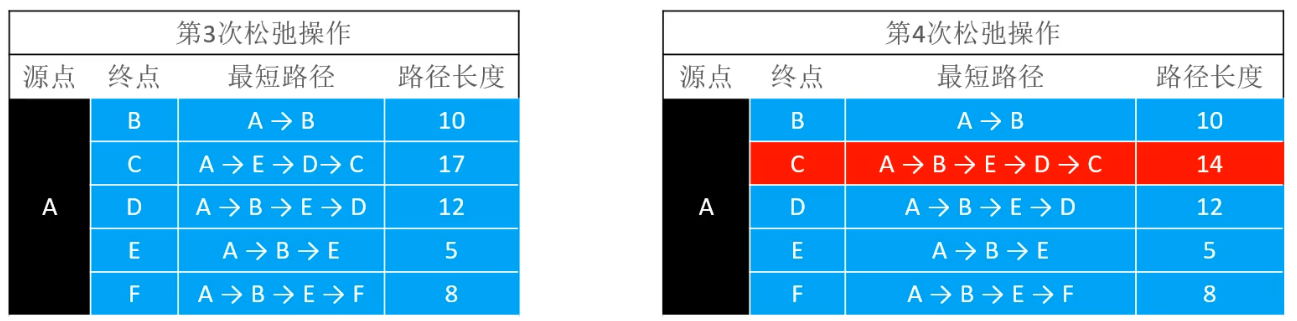 第3次松弛操作
源点 终点 最短路径 路径长度
B A → B 10
C A → E → D→ C 17
A D A → B → E → D 12
E A → B → E 5
F A → B → E → F 8
第4次松弛操作
源点 终点 最短路径 路径长度
B A → B 10
C A → B → E → D → C 14
A D A → B → E → D 12
E A → B → E 5
F A → B → E → F 8